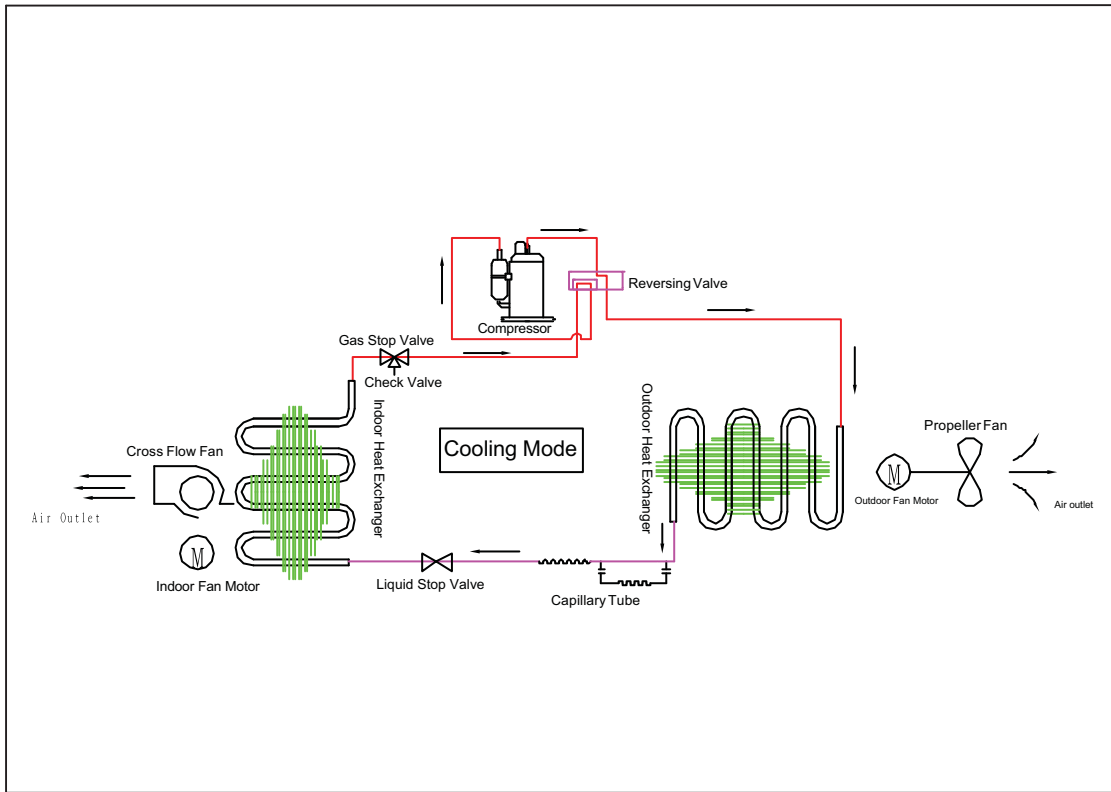 Reversing Valve
Compressor
Gas Stop Valve
Check Valve
Indoor Heat Exchanger
Outdoor Heat Exchanger
Cooling Mode
Cross Flow Fan
Propeller Fan
M
Outdoor Fan Motor
Air outlet
Air Outlet
M
Indoor Fan Motor
Liquid Stop Valve
Capillary Tube